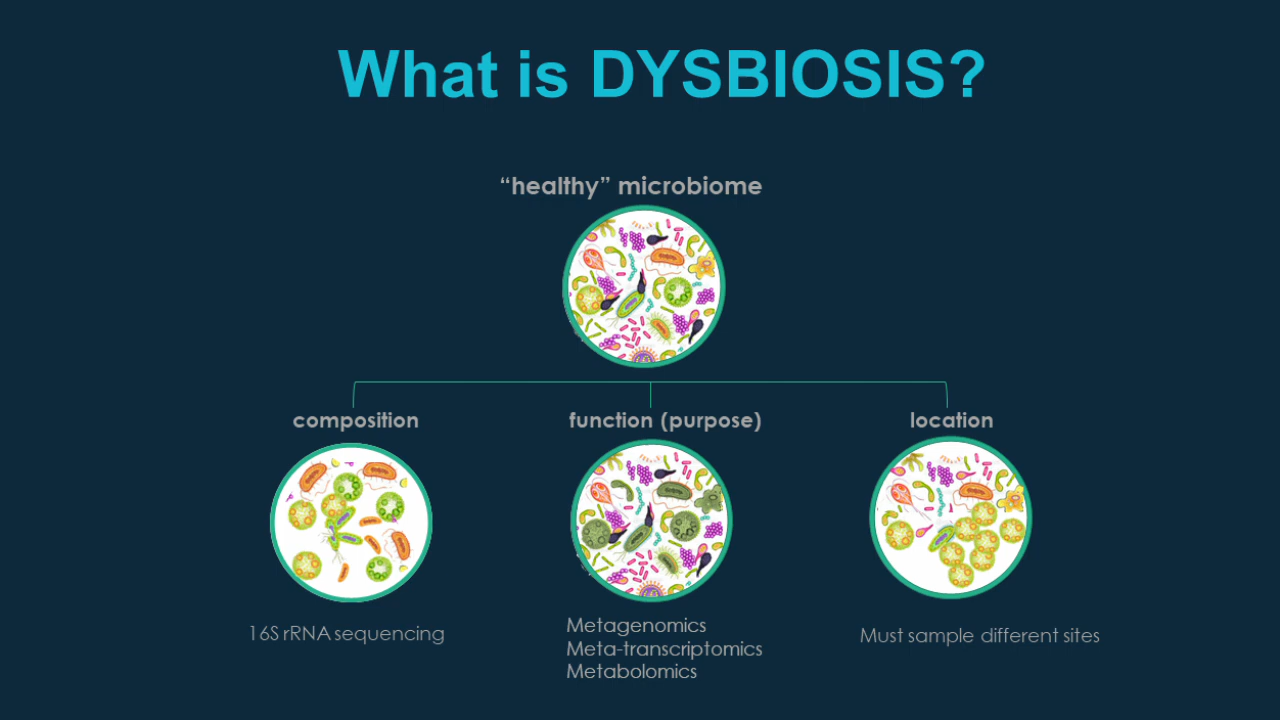 What is DYSBIOSIS?
“healthy” microbiome
composition
function (purpose)
location
16S rRNA sequencing
Metagenomics
Meta-transcriptomics
Metabolomics
Must sample different sites